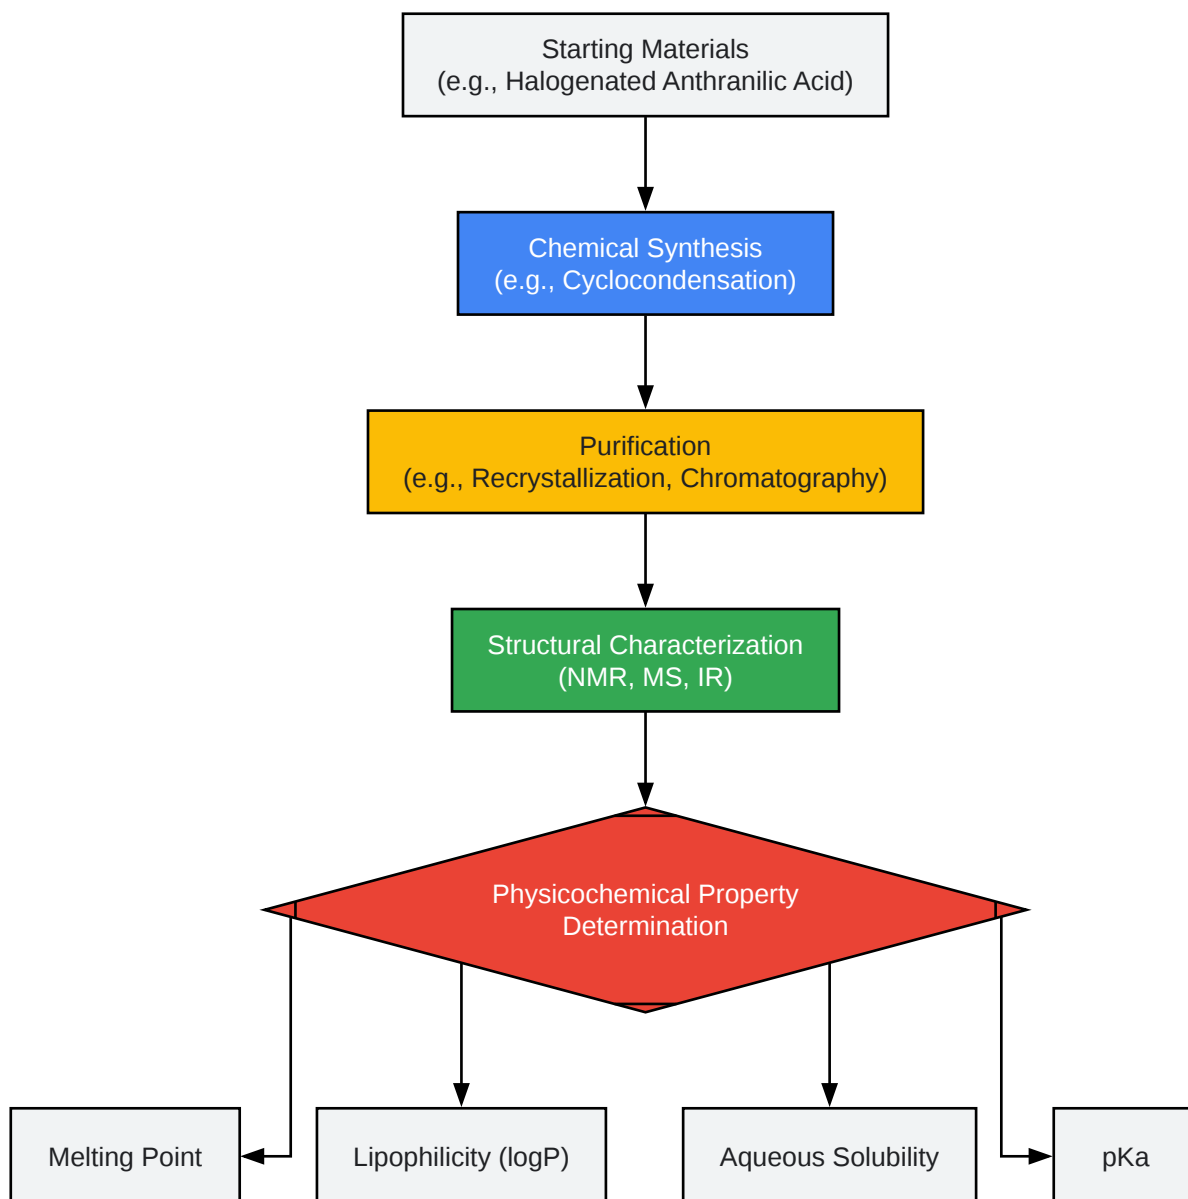 Starting Materials
(e.g., Halogenated Anthranilic Acid)
Chemical Synthesis
(e.g., Cyclocondensation)
Purification
(e.g., Recrystallization, Chromatography)
Structural Characterization
(NMR, MS, IR)
Physicochemical Property
Determination
Melting Point
Lipophilicity (logP)
Aqueous Solubility
pKa